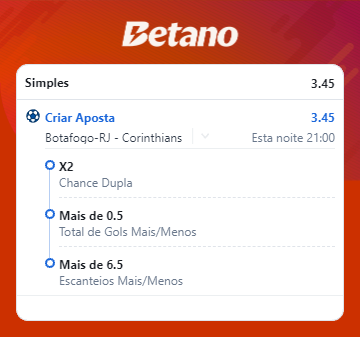 Betano
Simples 3.45
Criar Aposta 3.45
Botafogo-RJ - Corinthians Esta noite 21:00
X2
Chance Dupla
Mais de 0.5
Total de Gols Mais/Menos
Mais de 6.5
Escanteios Mais/Menos